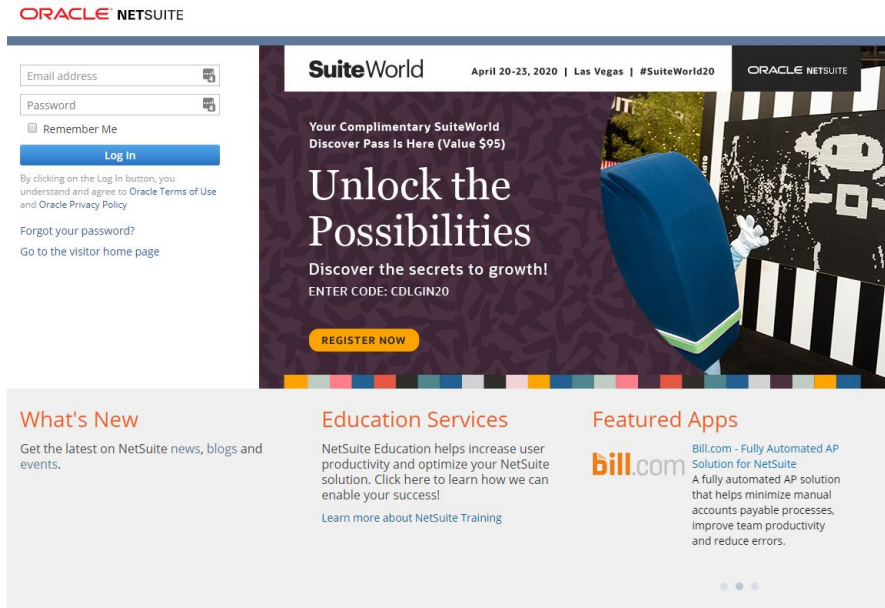 ORACLE NETSUITE
Email address
Password
Remember Me
Log In
By clicking on the Log In button, you
understand and agree to Oracle Terms of Use
and Oracle Privacy Policy
Forgot your password?
Go to the visitor home page
SuiteWorld
April 20-23, 2020 | Las Vegas | #SuiteWorld20
ORACLE NETSUITE
Your Complimentary SuiteWorld
Discover Pass Is Here (Value $95)
Unlock the
Possibilities
Discover the secrets to growth!
ENTER CODE: CDLGIN20
REGISTER NOW
What's New
Get the latest on NetSuite news, blogs and
events.
Education Services
NetSuite Education helps increase user
productivity and optimize your NetSuite
solution. Click here to learn how we can
enable your success!
Learn more about NetSuite Training
Featured Apps
bill.com
Bill.com - Fully Automated AP
Solution for NetSuite
A fully automated AP solution
that helps minimize manual
accounts payable processes,
improve team productivity
and reduce errors.